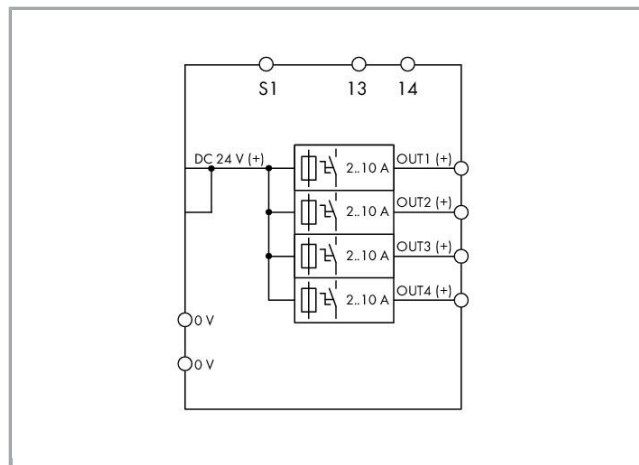 S1 13 14
DC 24 V (+) 2..10 A OUT1 (+)
2..10 A OUT2 (+)
2..10 A OUT3 (+)
2..10 A OUT4 (+)
0 V
0 V